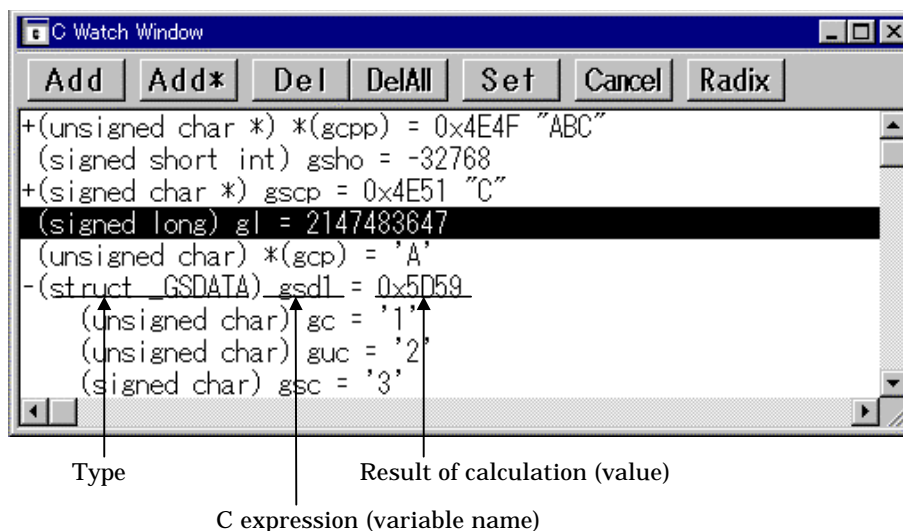 C Watch Window
Add Add* Del DelAll Set Cancel Radix
+(unsigned char *) *(gcpp) = 0x4E4F "ABC"
(signed short int) gsho = -32768
+(signed char *) gscp = 0x4E51 "C"
(signed long) gl = 2147483647
(unsigned char) *(gcp) = 'A'
-(struct _GSDATA) gsd1 = 0x5D59
(unsigned char) gc = '1'
(unsigned char) guc = '2'
(signed char) gsc = '3'
Type Result of calculation (value)
C expression (variable name)